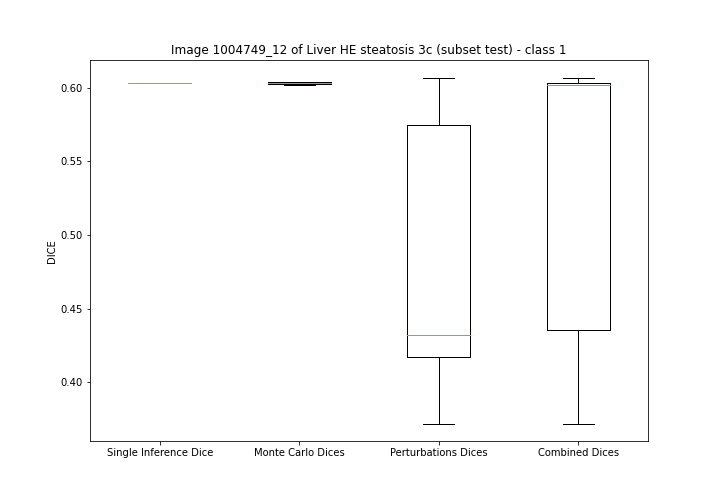 Image 1004749_12 of Liver HE steatosis 3c (subset test) - class 1
0.60
0.55
0.50
0.45
0.40
DICE
Single Inference Dice
Monte Carlo Dices
Perturbations Dices
Combined Dices